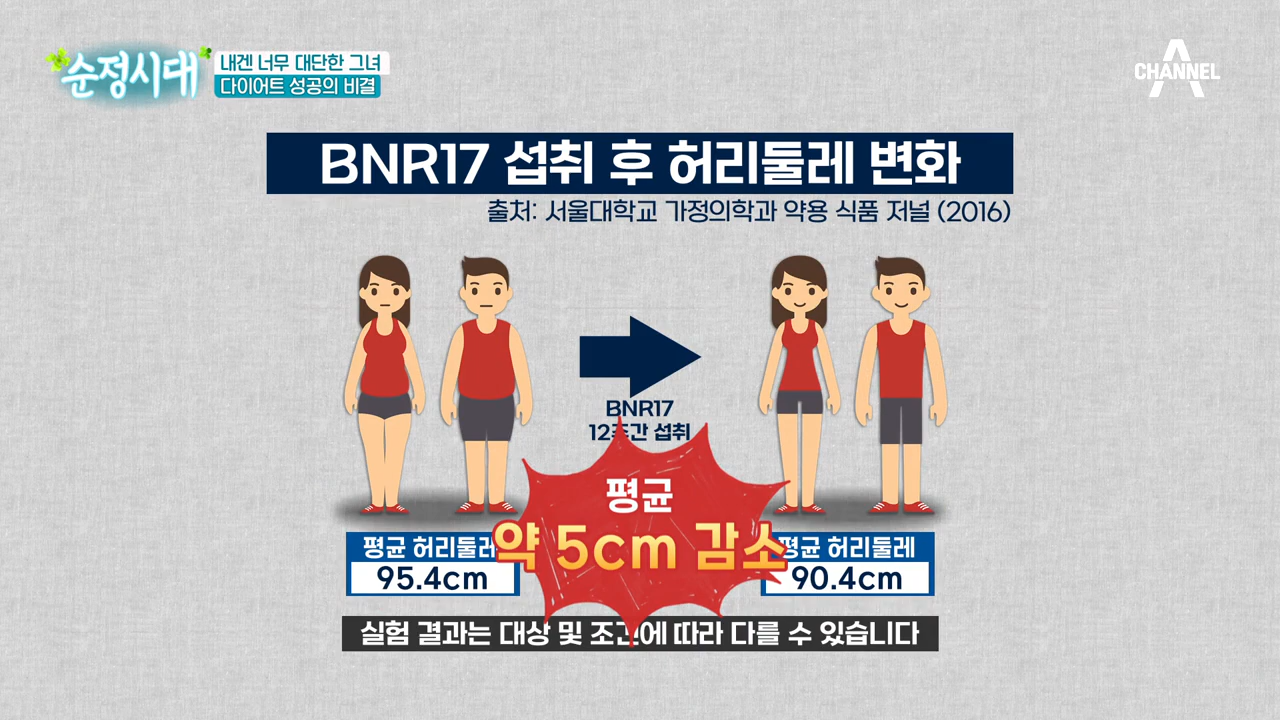 순정시대
내겐 너무 대단한 그녀
다이어트 성공의 비결
CHANNEL A
BNR17 섭취 후 허리둘레 변화
출처: 서울대학교 가정의학과 약용 식품 저널 (2016)
BNR17
12주간 섭취
평균
약 5cm 감소
평균 허리둘레
95.4cm
평균 허리둘레
90.4cm
실험 결과는 대상 및 조건에 따라 다를 수 있습니다